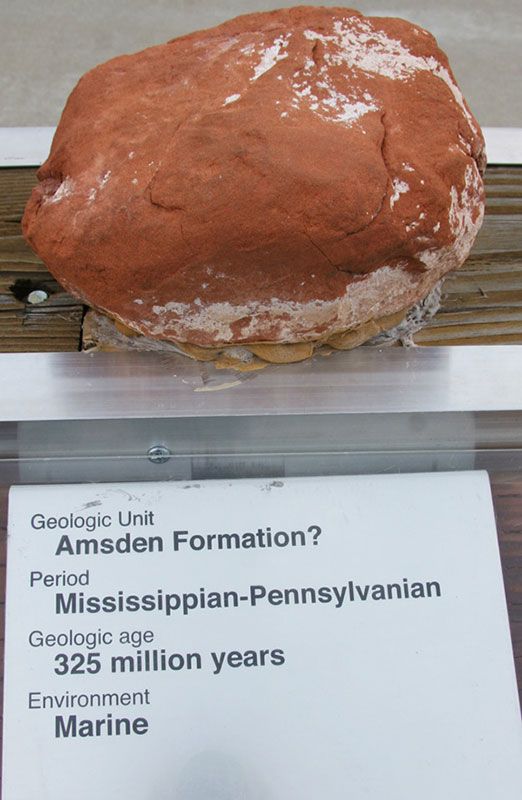 Geologic Unit
Amsden Formation?
Period
Mississippian-Pennsylvanian
Geologic age
325 million years
Environment
Marine